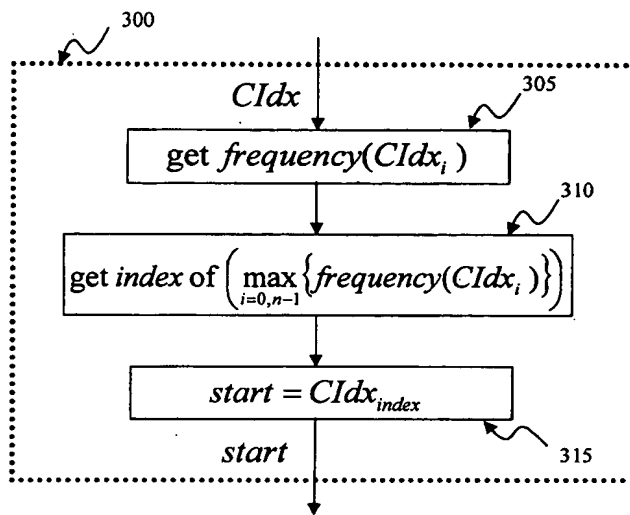 300
CIdx
305
get frequency(CIdx_i)
310
get index of (max_{i=0,n-1}{frequency(CIdx_i)})
start = CIdx_index
start
315